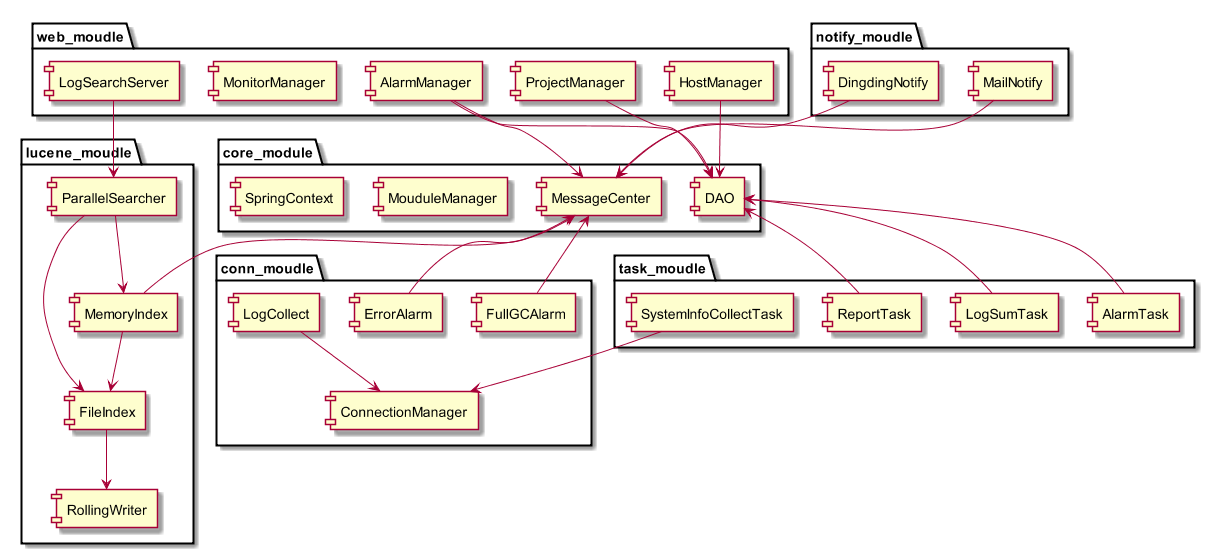 web_moudle
LogSearchServer
MonitorManager
AlarmManager
ProjectManager
HostManager
notify_moudle
DingdingNotify
MailNotify
lucene_moudle
ParallelSearcher
MemoryIndex
FileIndex
RollingWriter
core_module
SpringContext
MouduleManager
MessageCenter
DAO
conn_moudle
LogCollect
ErrorAlarm
FullGCAlarm
ConnectionManager
task_moudle
SystemInfoCollectTask
ReportTask
LogSumTask
AlarmTask